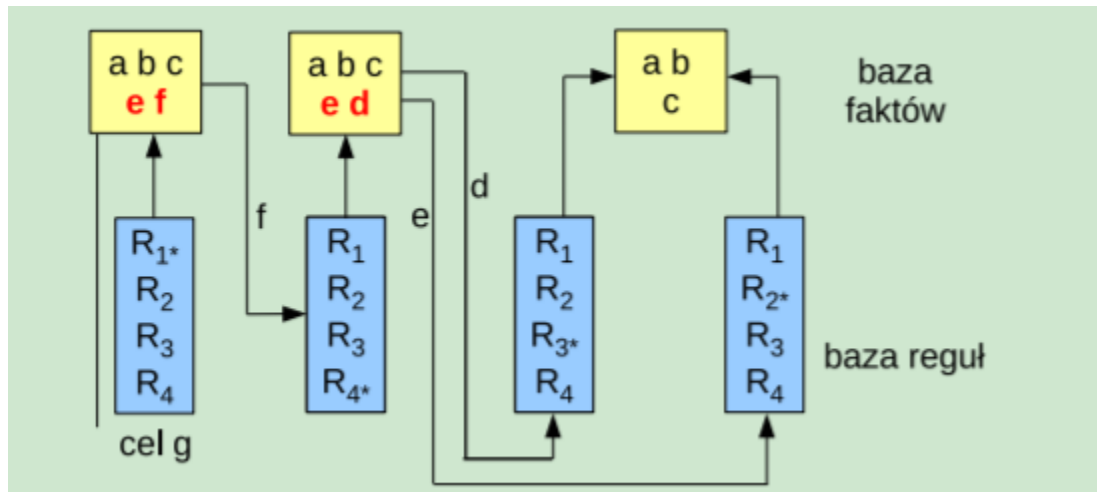 a b c
e f
a b c
e d
a b
c
baza
faktów
f
e
d
R1*
R2
R3
R4
R1
R2
R3
R4*
R1
R2
R3*
R4
R1
R2*
R3
R4
baza reguł
cel g